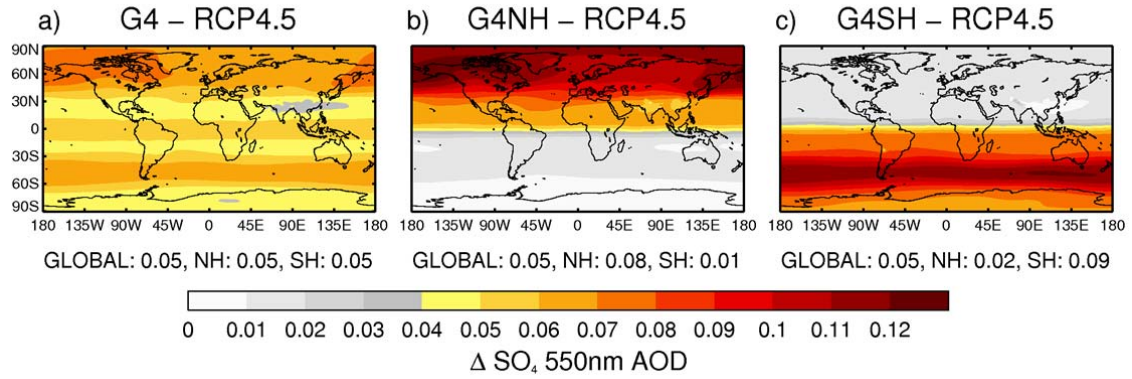 a) G4 – RCP4.5
b) G4NH – RCP4.5
c) G4SH – RCP4.5
90N
60N
30N
0
30S
60S
90S
180 135W 90W 45W 0 45E 90E 135E 180
180 135W 90W 45W 0 45E 90E 135E 180
180 135W 90W 45W 0 45E 90E 135E 180
GLOBAL: 0.05, NH: 0.05, SH: 0.05
GLOBAL: 0.05, NH: 0.08, SH: 0.01
GLOBAL: 0.05, NH: 0.02, SH: 0.09
0 0.01 0.02 0.03 0.04 0.05 0.06 0.07 0.08 0.09 0.1 0.11 0.12
Δ SO₄ 550nm AOD